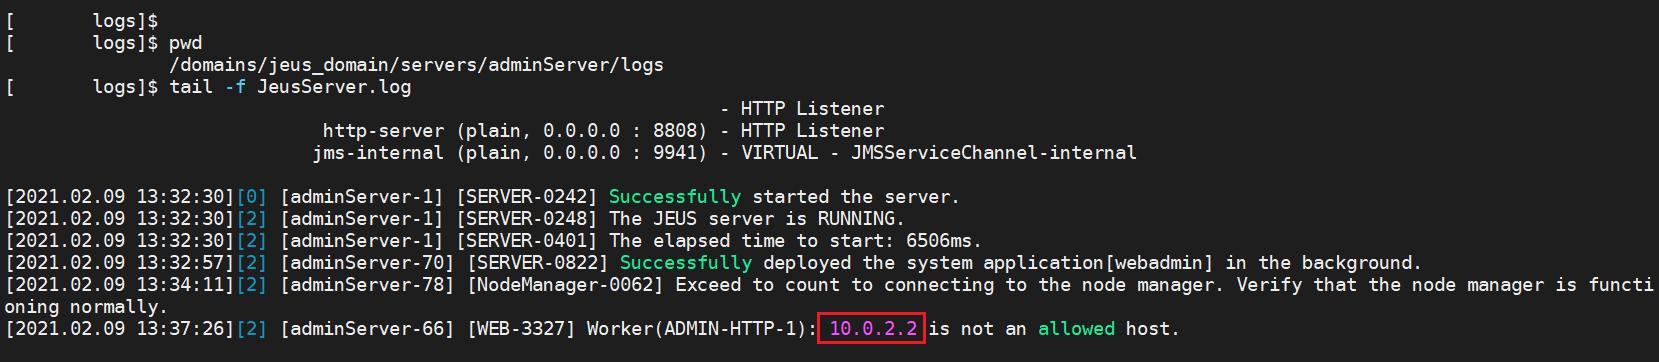 [        logs]$
[        logs]$ pwd
/domains/jeus_domain/servers/adminServer/logs
[        logs]$ tail -f JeusServer.log
- HTTP Listener
http-server (plain, 0.0.0.0 : 8808) - HTTP Listener
jms-internal (plain, 0.0.0.0 : 9941) - VIRTUAL - JMSServiceChannel-internal
[2021.02.09 13:32:30][0] [adminServer-1] [SERVER-0242] Successfully started the server.
[2021.02.09 13:32:30][2] [adminServer-1] [SERVER-0248] The JEUS server is RUNNING.
[2021.02.09 13:32:30][2] [adminServer-1] [SERVER-0401] The elapsed time to start: 6506ms.
[2021.02.09 13:32:57][2] [adminServer-70] [SERVER-0822] Successfully deployed the system application[webadmin] in the background.
[2021.02.09 13:34:11][2] [adminServer-78] [NodeManager-0062] Exceed to count to connecting to the node manager. Verify that the node manager is functi
oning normally.
[2021.02.09 13:37:26][2] [adminServer-66] [WEB-3327] Worker(ADMIN-HTTP-1): 10.0.2.2 is not an allowed host.